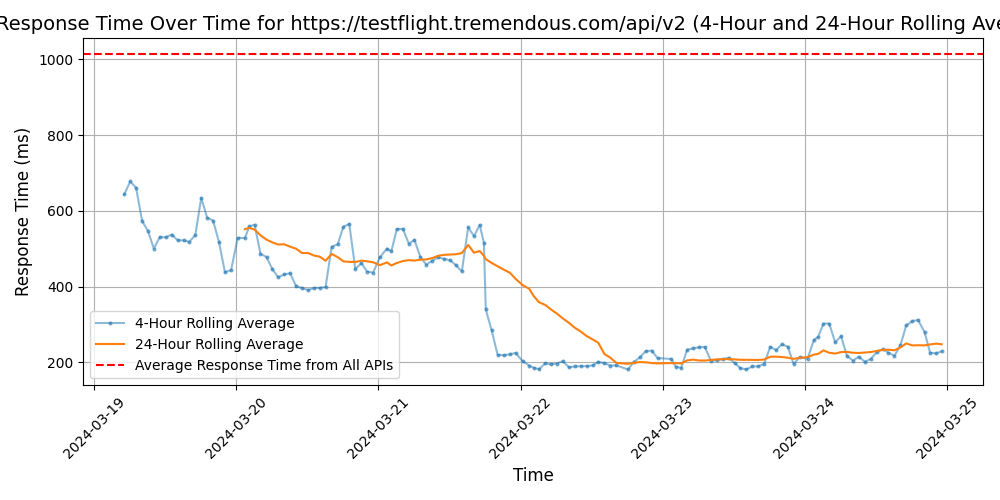 Response Time Over Time for https://testflight.tremendous.com/api/v2 (4-Hour and 24-Hour Rolling Ave
Response Time (ms)
1000
800
600
400
200
4-Hour Rolling Average
24-Hour Rolling Average
Average Response Time from All APIs
2024-03-19
2024-03-20
2024-03-21
2024-03-22
2024-03-23
2024-03-24
2024-03-25
Time